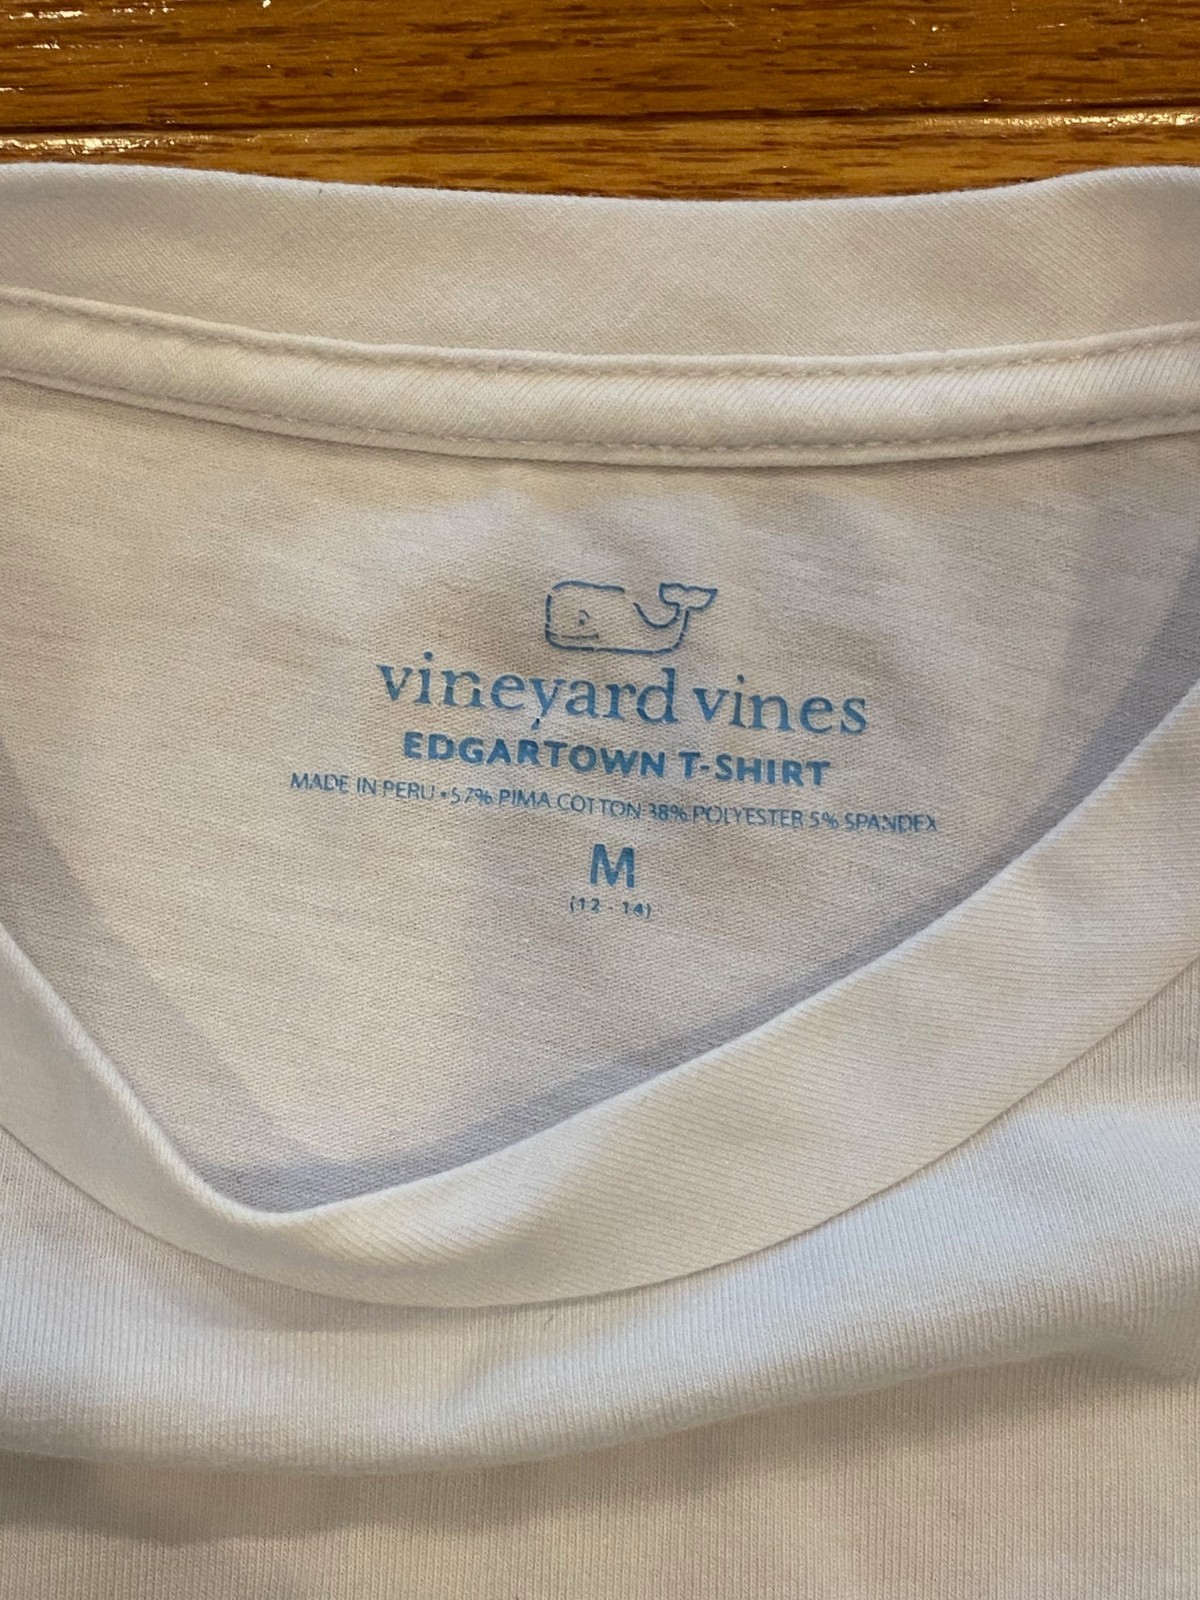 vineyard vines
EDGARTOWN T-SHIRT
MADE IN PERU • 57% PIMA COTTON 38% POLYESTER 5% SPANDEX
M
(12 - 14)